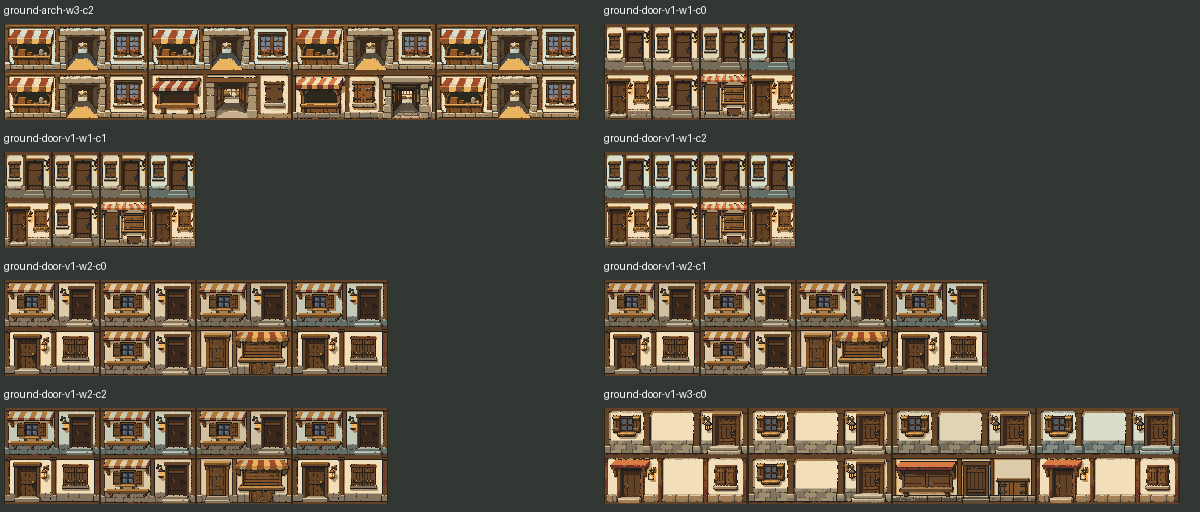 ground-arch-w3-c2
ground-door-v1-w1-c0
ground-door-v1-w1-c1
ground-door-v1-w1-c2
ground-door-v1-w2-c0
ground-door-v1-w2-c1
ground-door-v1-w2-c2
ground-door-v1-w3-c0